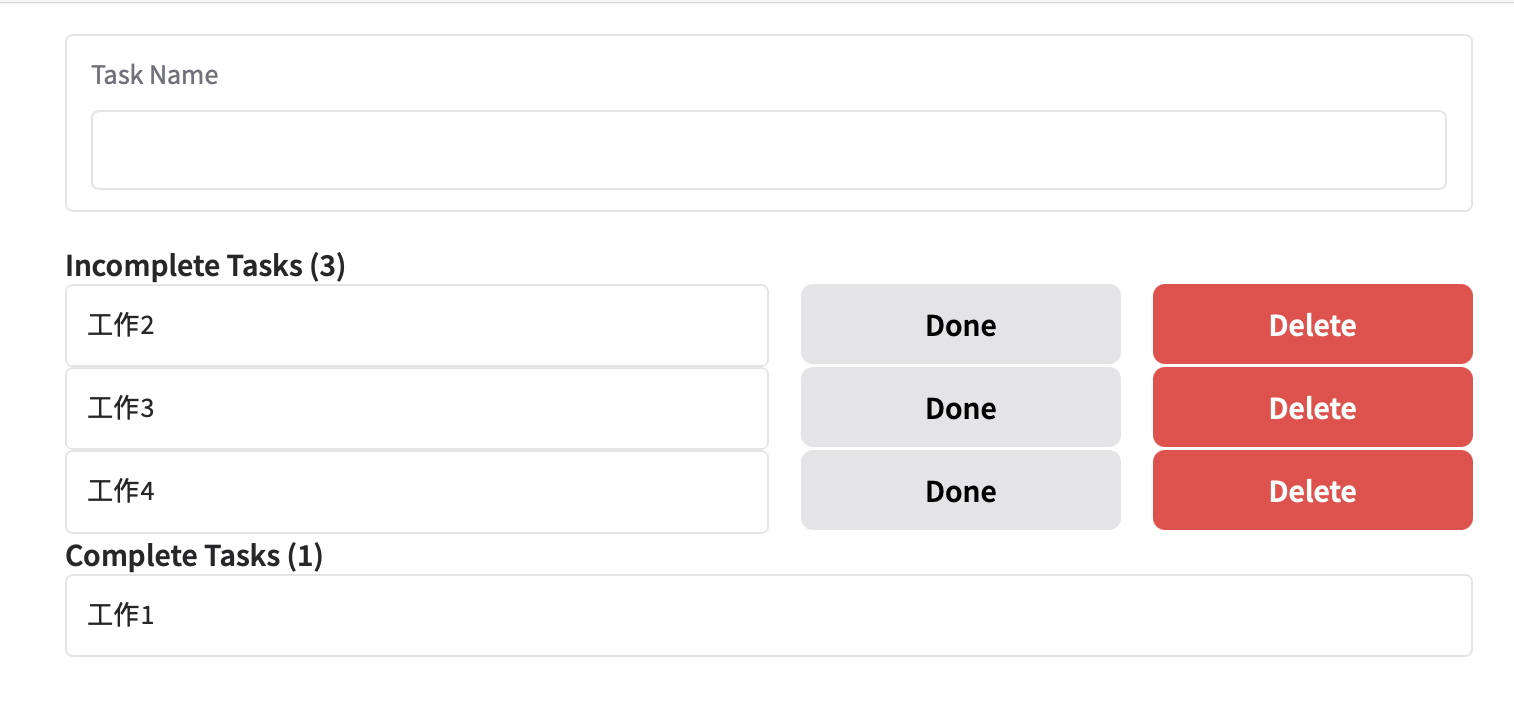 Task Name
Incomplete Tasks (3)
工作2 Done Delete
工作3 Done Delete
工作4 Done Delete
Complete Tasks (1)
工作1